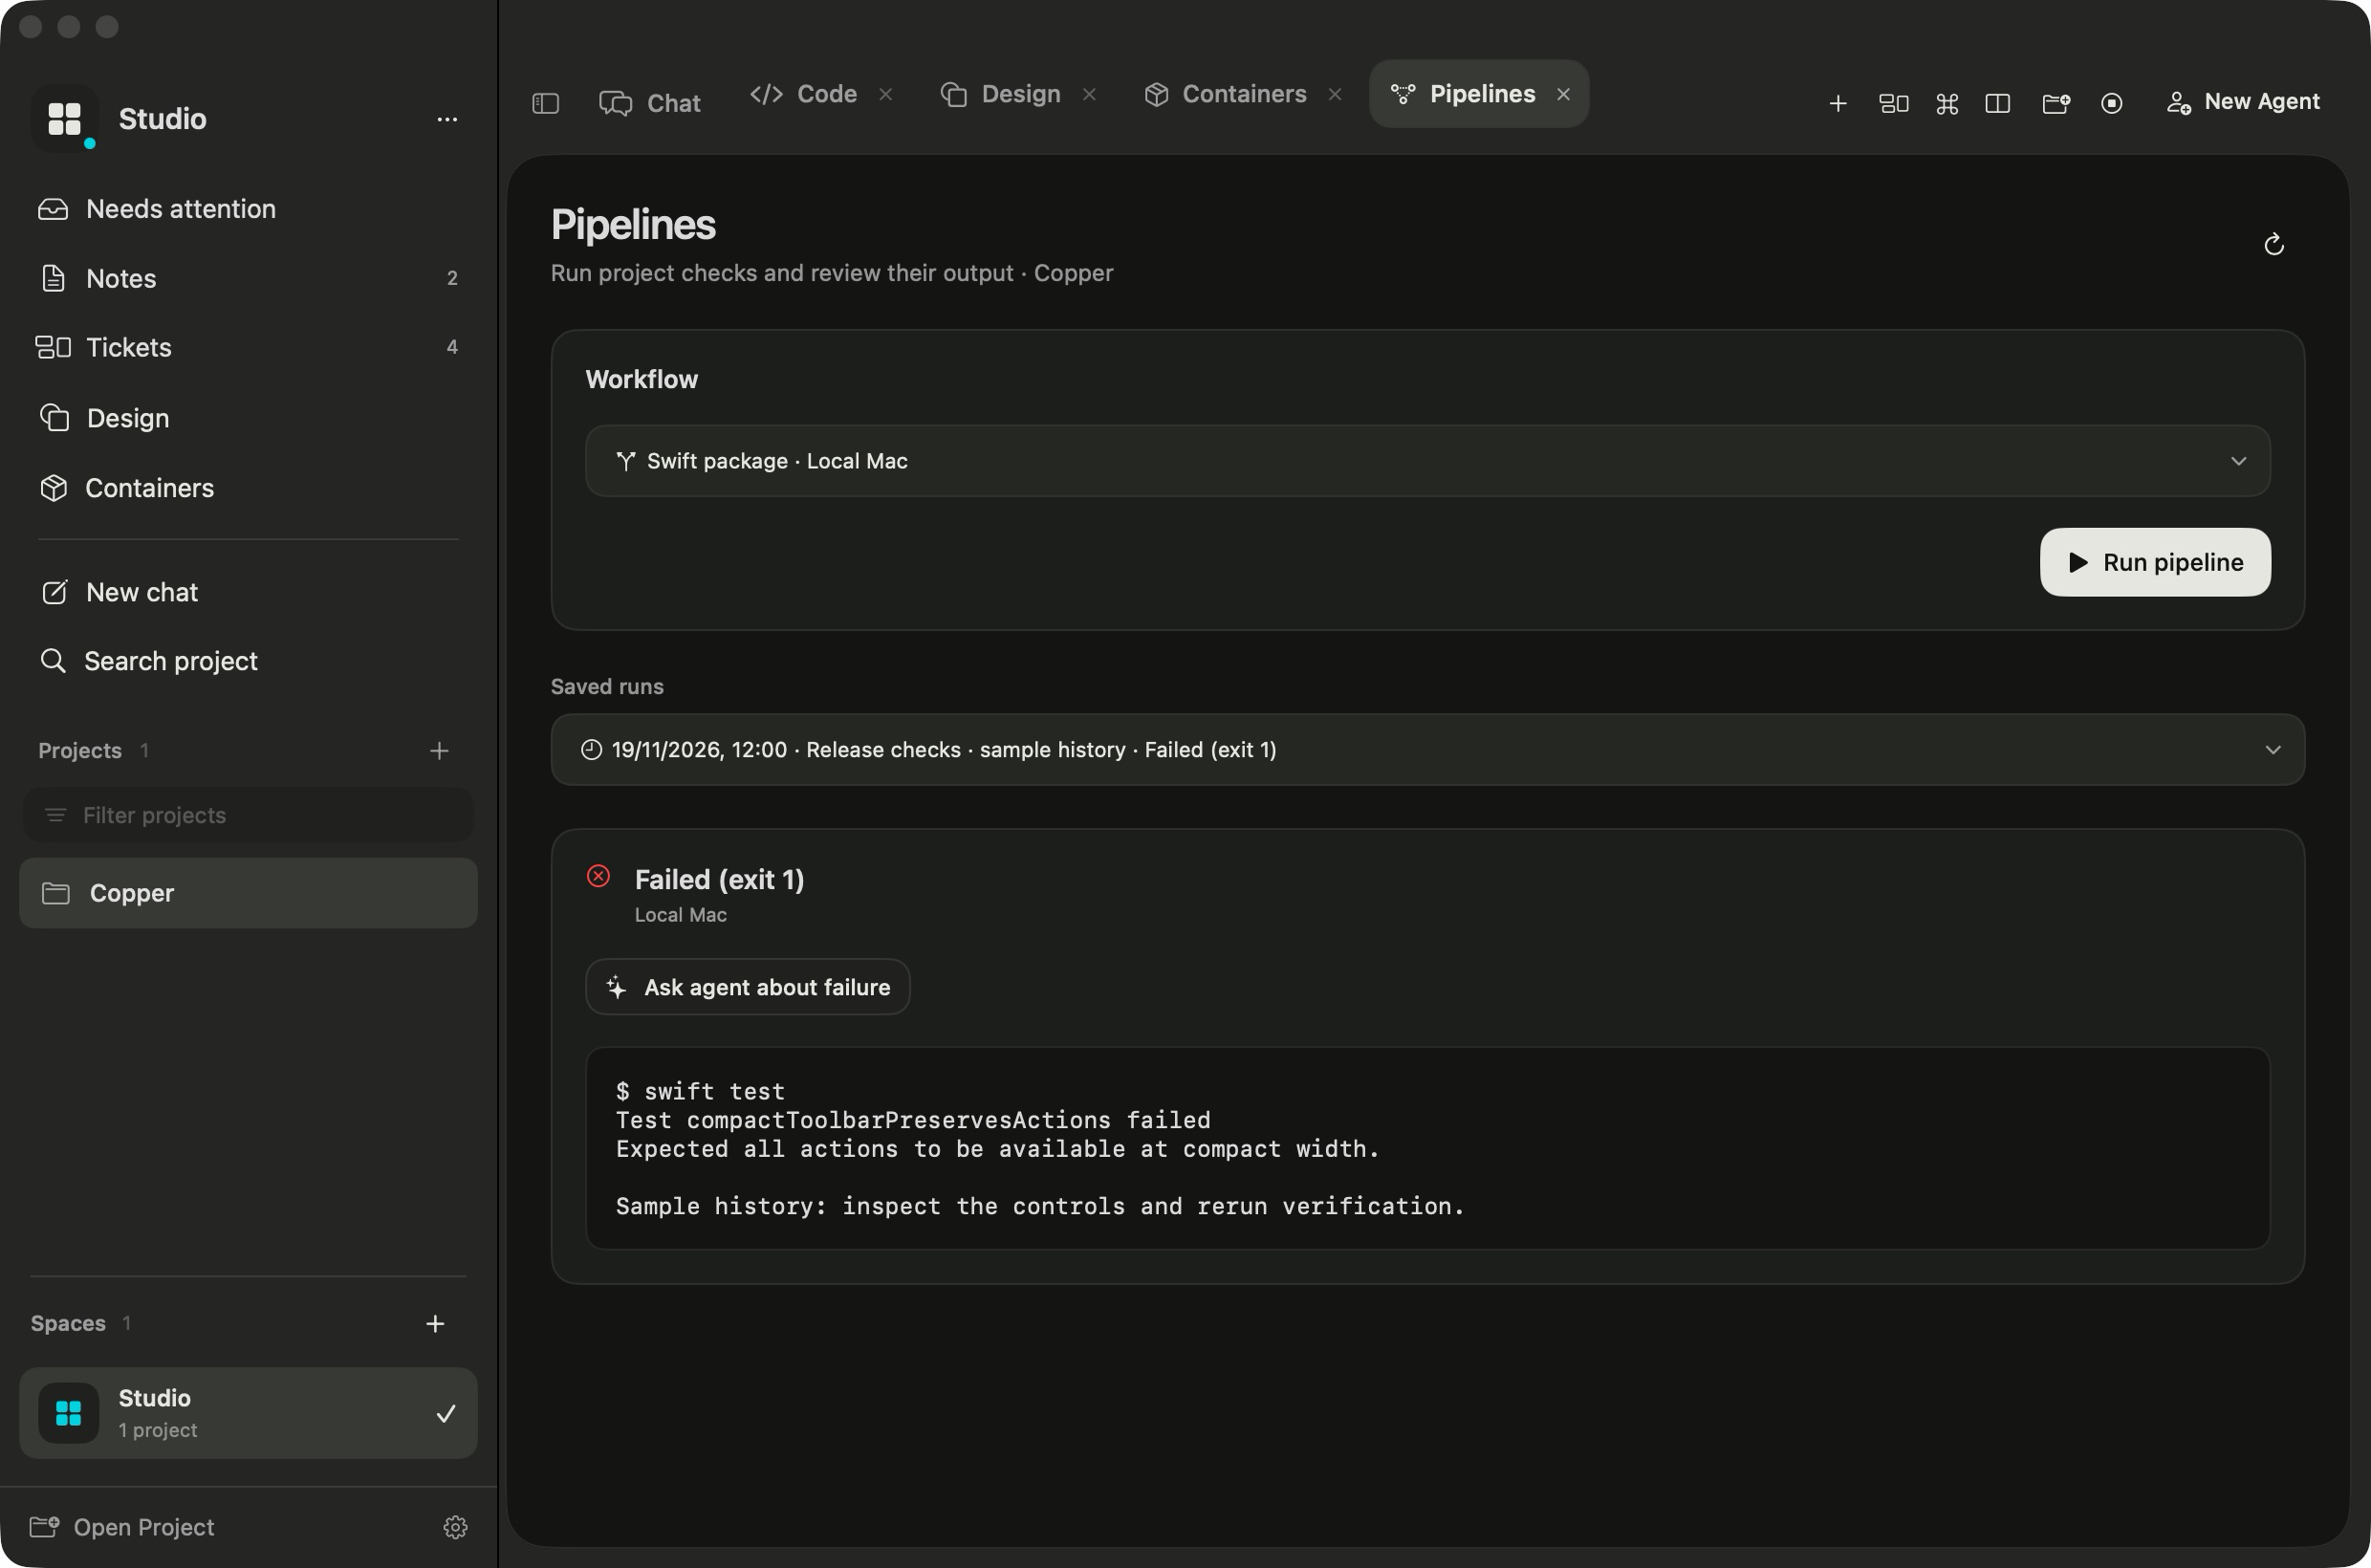 Studio
Needs attention
Notes 2
Tickets 4
Design
Containers
New chat
Search project
Projects 1
Filter projects
Copper
Spaces 1
Studio
1 project
Open Project
Chat
Code
Design
Containers
Pipelines
New Agent
Pipelines
Run project checks and review their output · Copper
Workflow
Swift package · Local Mac
Run pipeline
Saved runs
19/11/2026, 12:00 · Release checks · sample history · Failed (exit 1)
Failed (exit 1)
Local Mac
Ask agent about failure
$ swift test
Test compactToolbarPreservesActions failed
Expected all actions to be available at compact width.
Sample history: inspect the controls and rerun verification.